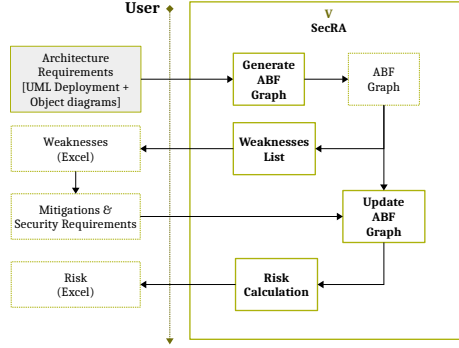 User
V
SecRA
Architecture
Requirements
[UML Deployment +
Object diagrams]
Generate
ABF
Graph
ABF
Graph
Weaknesses
(Excel)
Weaknesses
List
Mitigations &
Security Requirements
Update
ABF
Graph
Risk
(Excel)
Risk
Calculation